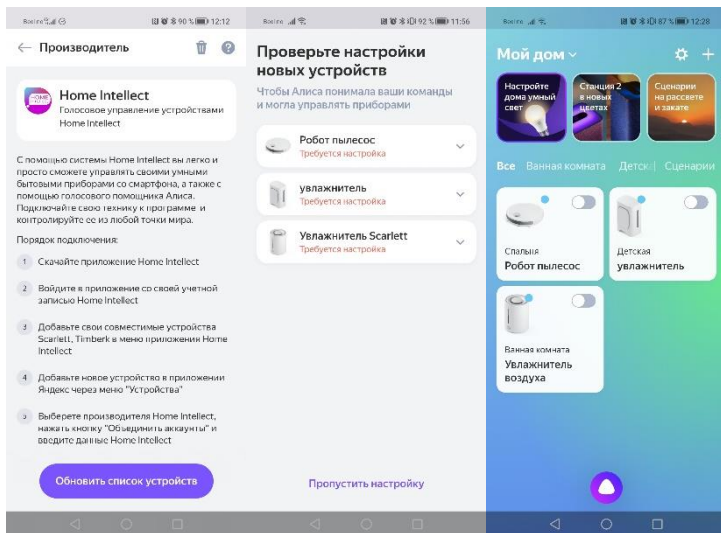 90 % 12:12
Производитель
Home Intellect
Голосовое управление устройствами
Home Intellect
С помощью системы Home Intellect вы легко и
просто сможете управлять своими умными
бытовыми приборами со смартфона, а также с
помощью голосового помощника Алиса.
Подключайте свою технику к программе и
контролируйте ее из любой точки мира.
Порядок подключения:
1 Скачайте приложение Home Intellect
2 Войдите в приложение со своей учетной
записью Home Intellect
3 Добавьте свои совместимые устройства
Scarlett, Timberk в меню приложения Home
Intellect
4 Добавьте новое устройство в приложении
Яндекс через меню "Устройства"
5 Выберете производителя Home Intellect,
нажать кнопку "Объединить аккаунты" и
введите данные Home Intellect
Обновить список устройств
92 % 11:56
Проверьте настройки
новых устройств
Чтобы Алиса понимала ваши команды
и могла управлять приборами
Робот пылесос
Требуется настройка
увлажнитель
Требуется настройка
Увлажнитель Scarlett
Требуется настройка
Пропустить настройку
87 % 12:28
Мой дом
Настройте
дома умный
свет
Станция 2
в новых
цветах
Сценарии
на рассвете
и закате
Все Ванная комната Детск Сценарии
Спальня
Робот пылесос
Детская
увлажнитель
Ванная комната
Увлажнитель
воздуха